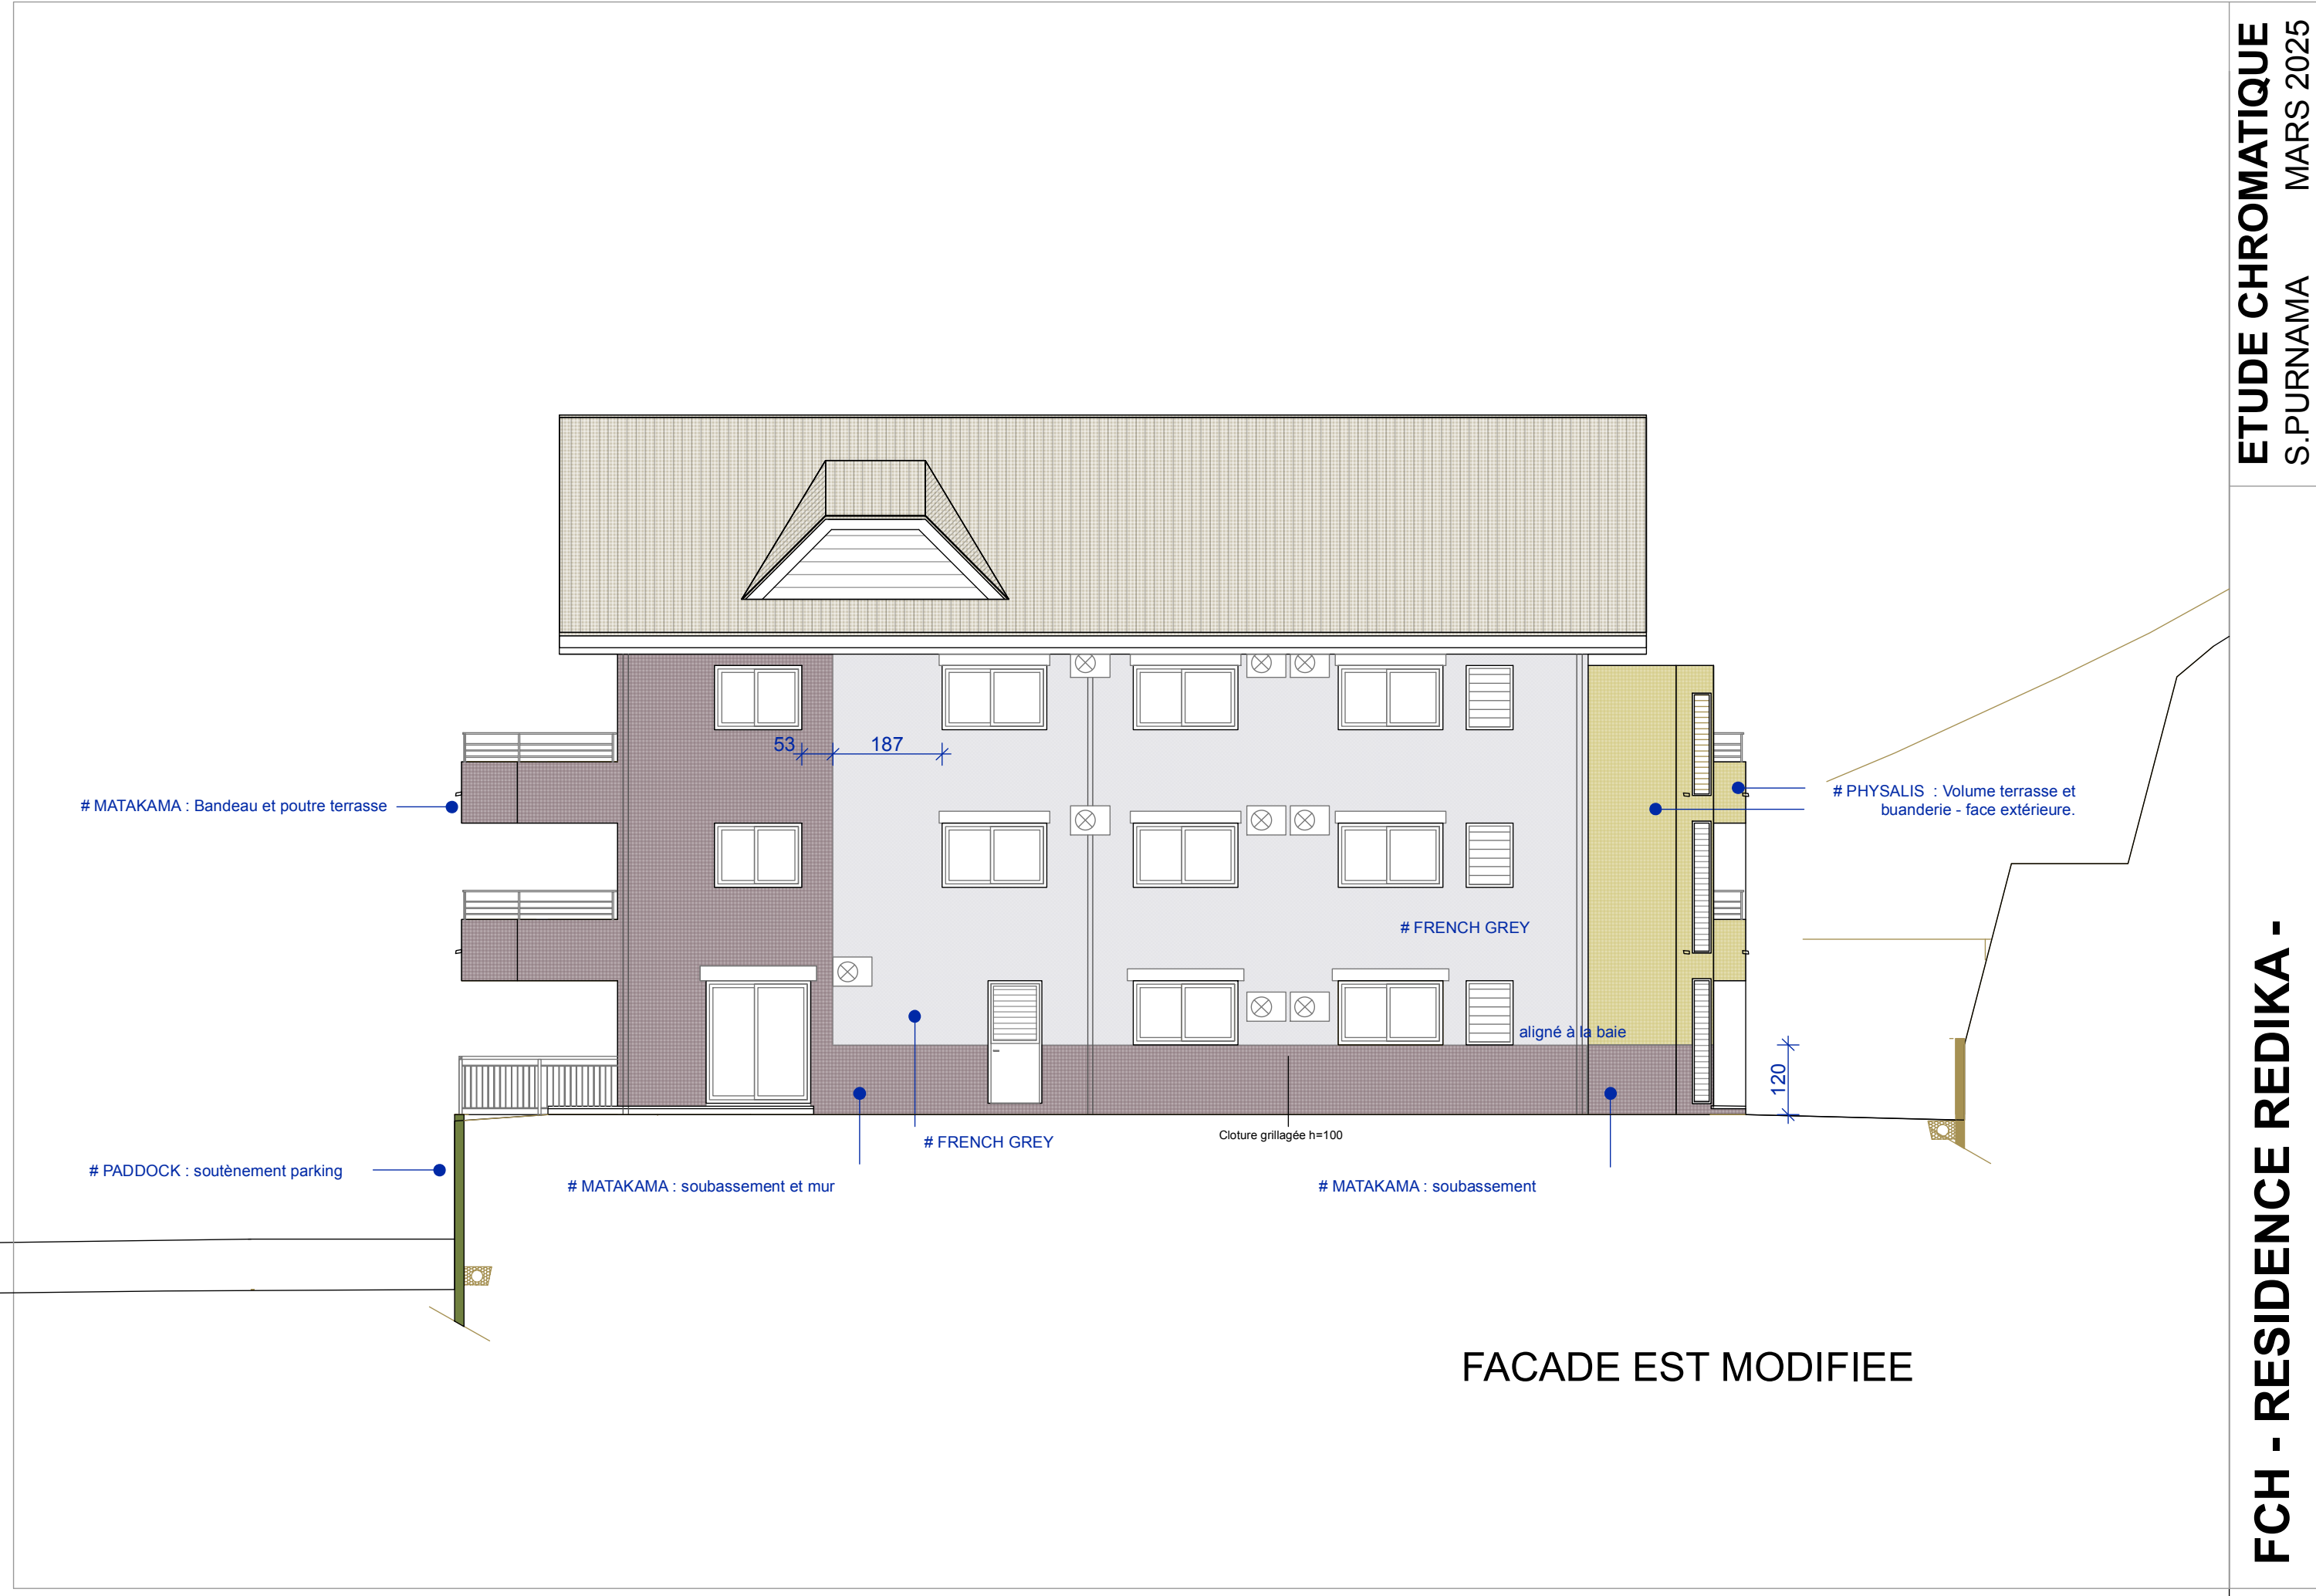 ETUDE CHROMATIQUE
S.PURNAMA MARS 2025
FCH - RESIDENCE REDIKA -
53
187
# MATAKAMA : Bandeau et poutre terrasse
# PHYSALIS : Volume terrasse et
buanderie - face extérieure.
# FRENCH GREY
aligné à la baie
120
# FRENCH GREY
Cloture grillagée h=100
# PADDOCK : soutènement parking
# MATAKAMA : soubassement et mur
# MATAKAMA : soubassement
FACADE EST MODIFIEE